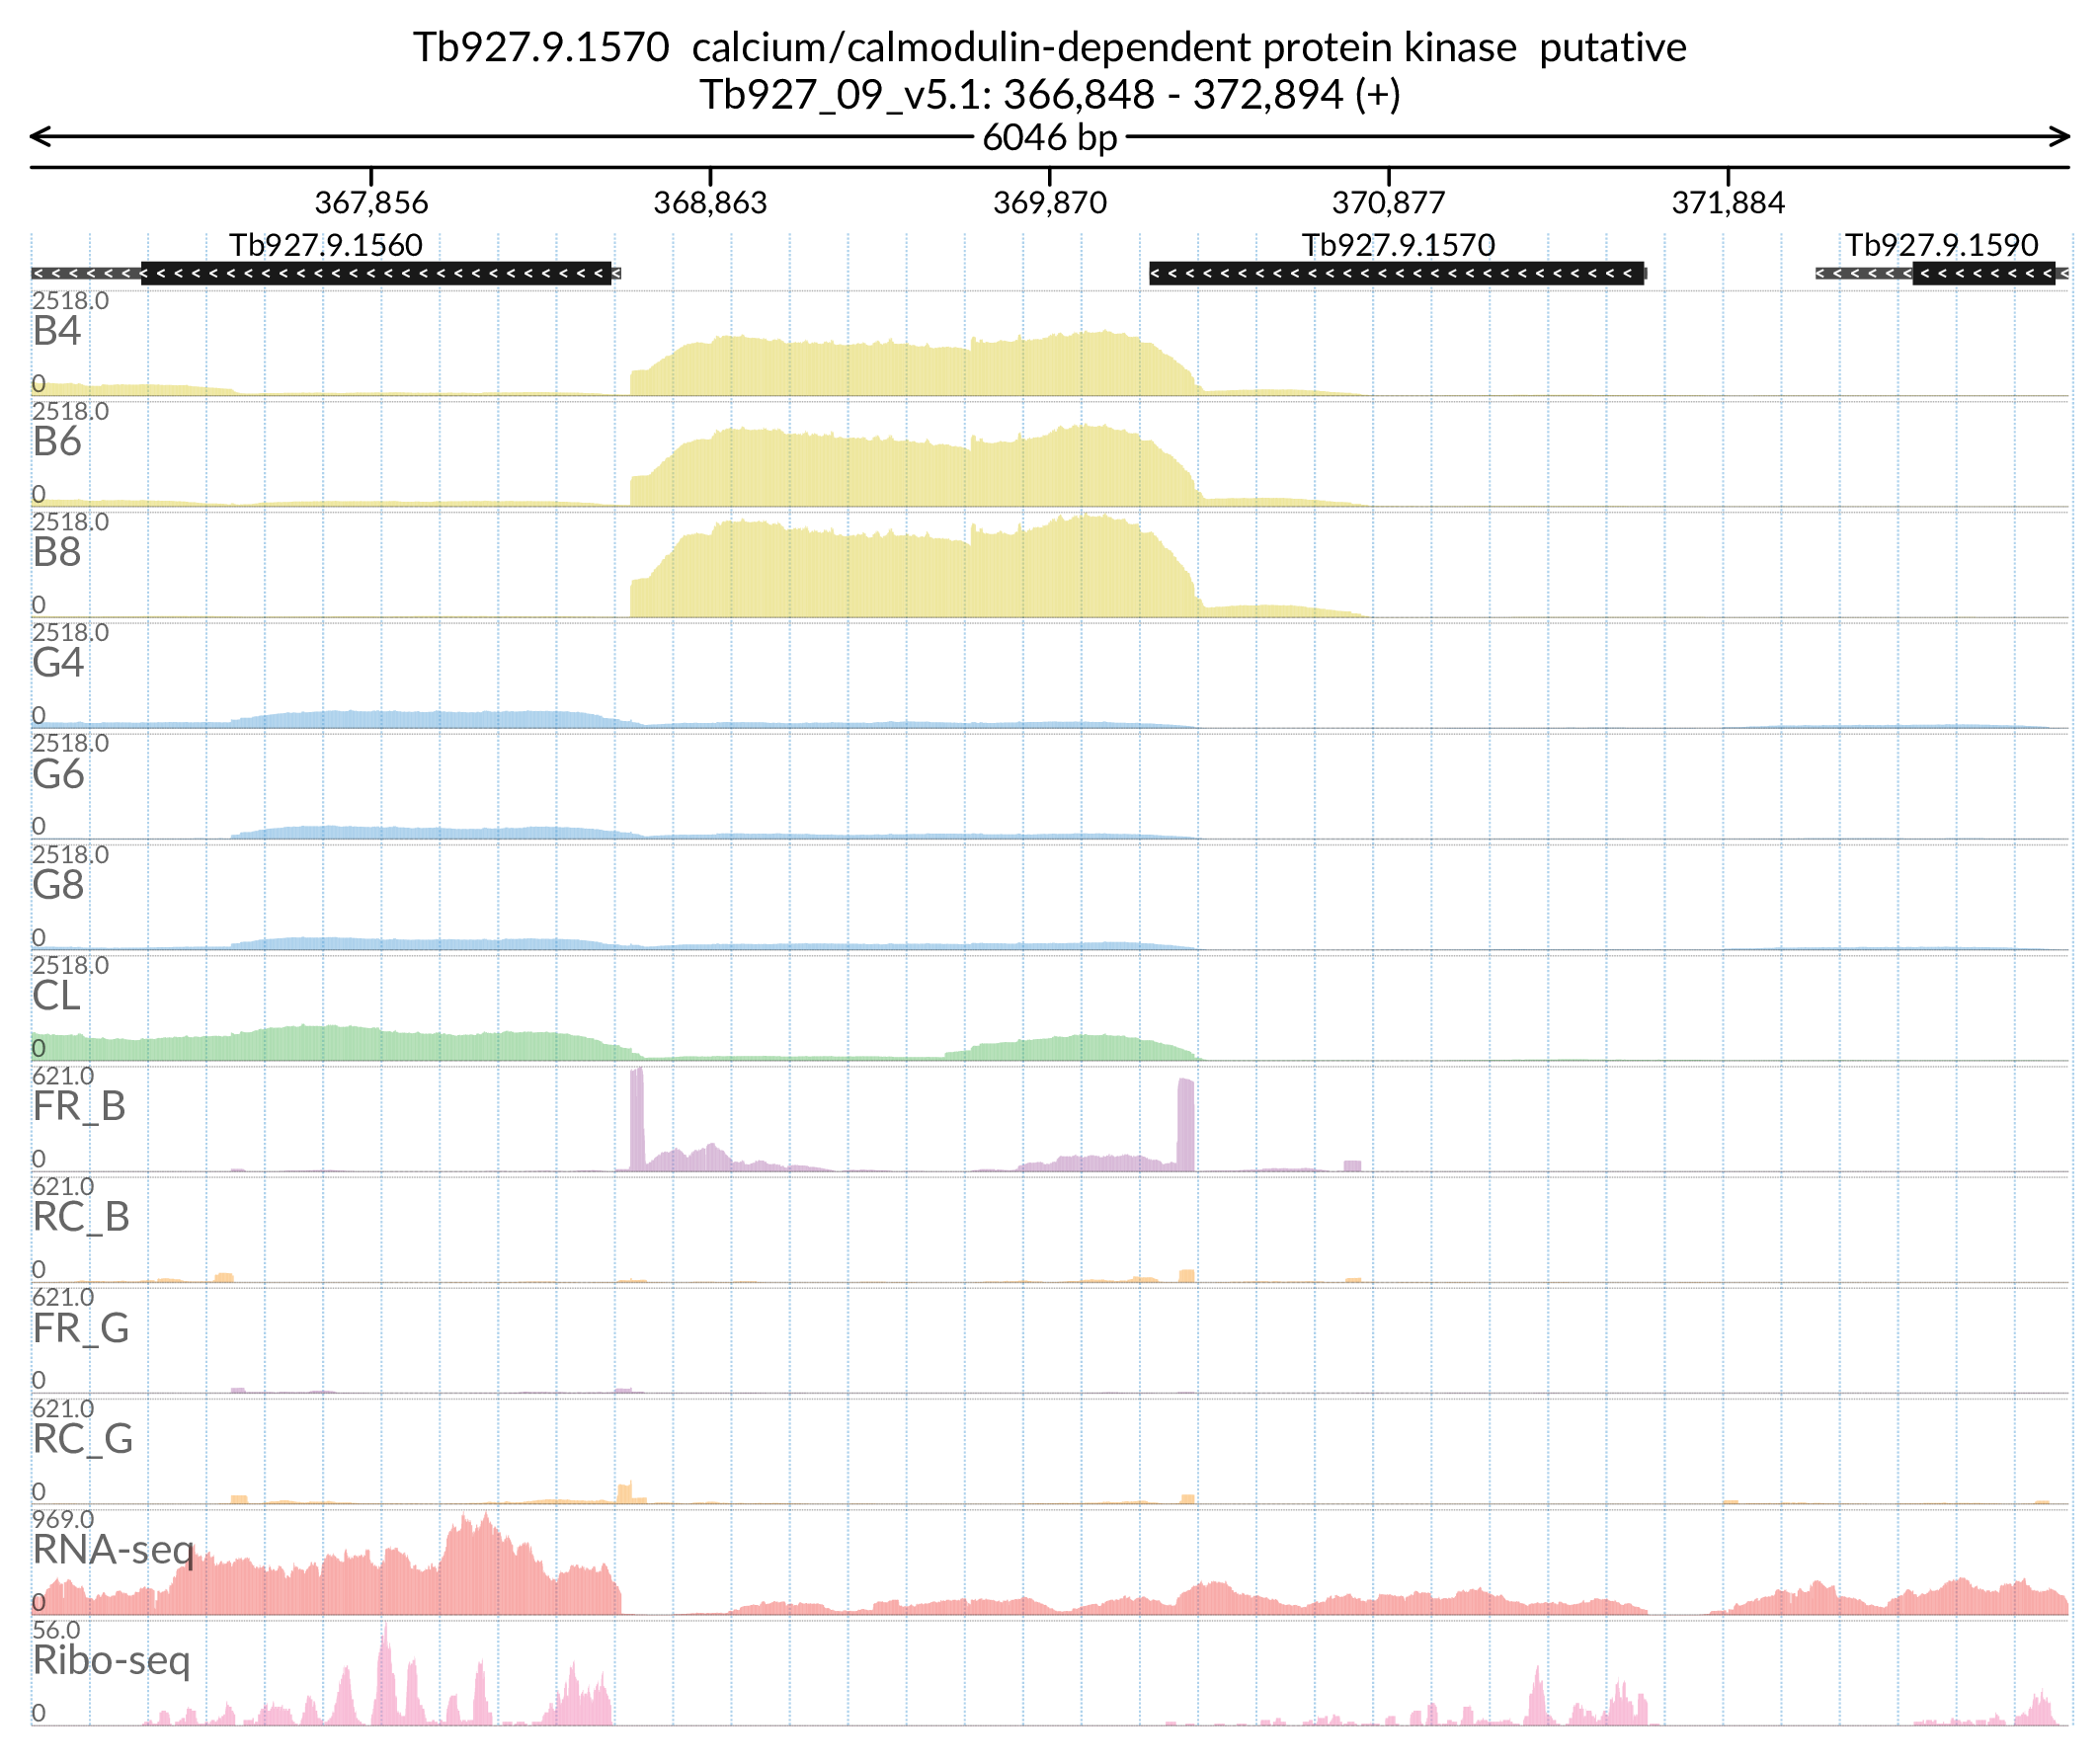 Tb927.9.1570  calcium/calmodulin-dependent protein kinase  putative
Tb927_09_v5.1: 366,848 - 372,894 (+)
6046 bp
367,856 368,863 369,870 370,877 371,884
Tb927.9.1560 Tb927.9.1570 Tb927.9.1590
2518.0
B4
0
2518.0
B6
0
2518.0
B8
0
2518.0
G4
0
2518.0
G6
0
2518.0
G8
0
2518.0
CL
0
621.0
FR_B
0
621.0
RC_B
0
621.0
FR_G
0
621.0
RC_G
0
969.0
RNA-seq
0
56.0
Ribo-seq
0